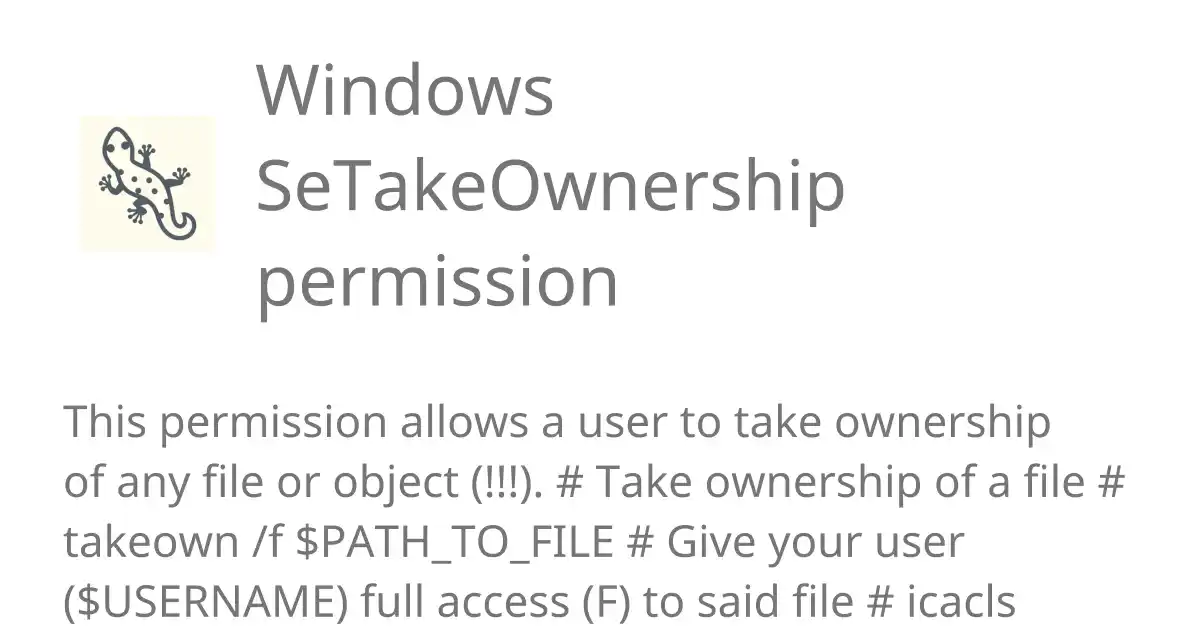 Windows
SeTakeOwnership
permission
This permission allows a user to take ownership
of any file or object (!!!). # Take ownership of a file #
takeown /f $PATH_TO_FILE # Give your user
($USERNAME) full access (F) to said file # icacls